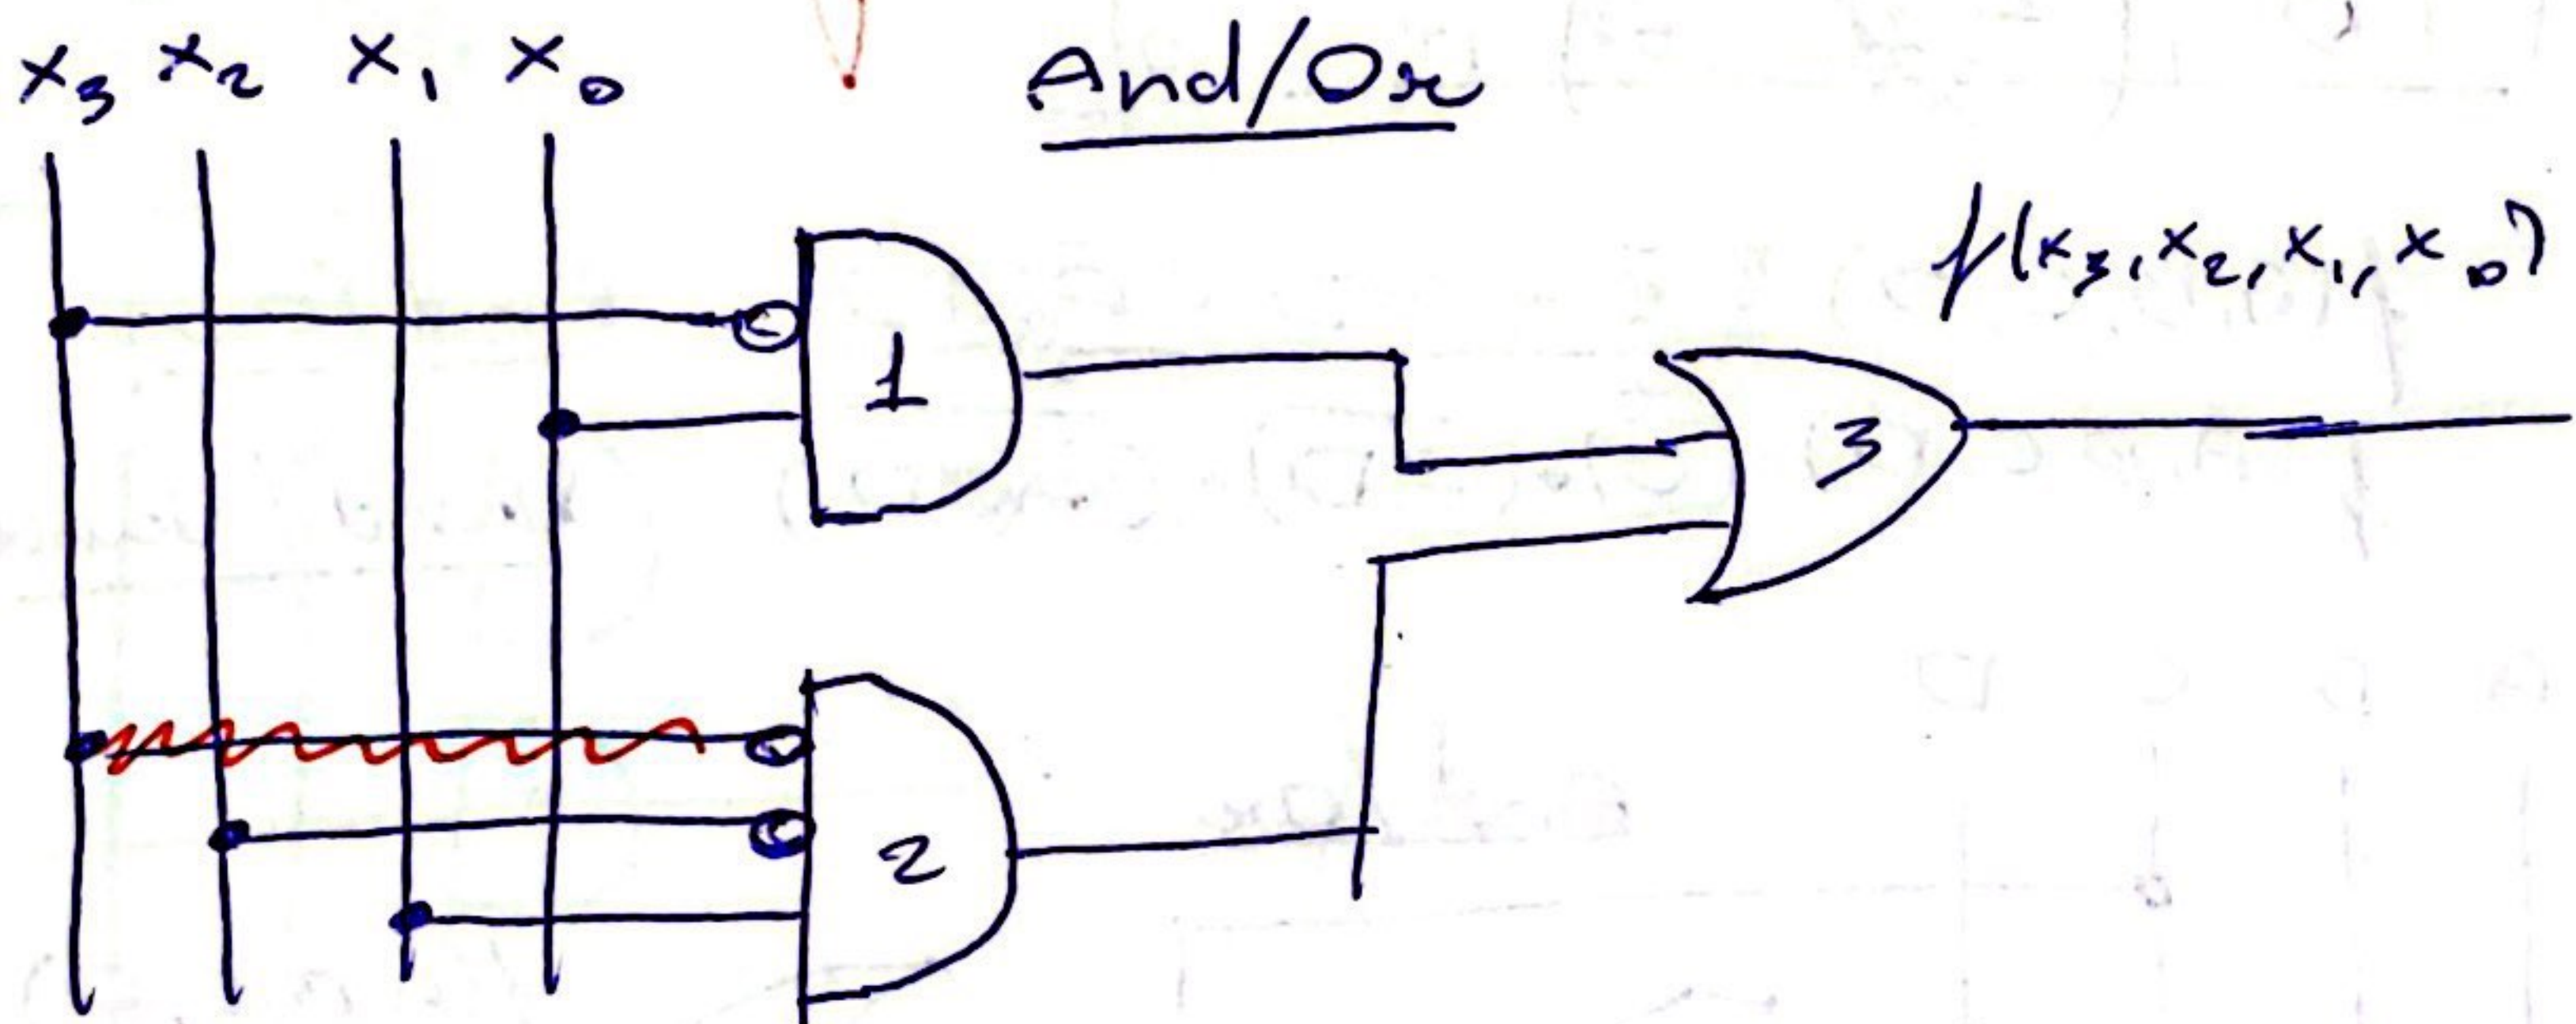 x₃ x₂ x₁ x₀
And/Or
f(x₃, x₂, x₁, x₀)
1
3
2